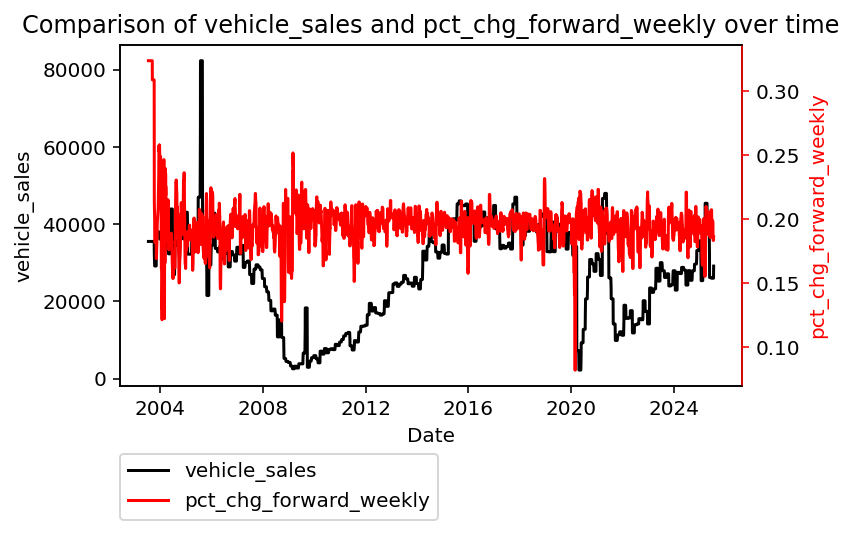 Comparison of vehicle_sales and pct_chg_forward_weekly over time
80000
60000
40000
20000
0
vehicle_sales
0.30
0.25
0.20
0.15
0.10
pct_chg_forward_weekly
2004 2008 2012 2016 2020 2024
Date
vehicle_sales
pct_chg_forward_weekly